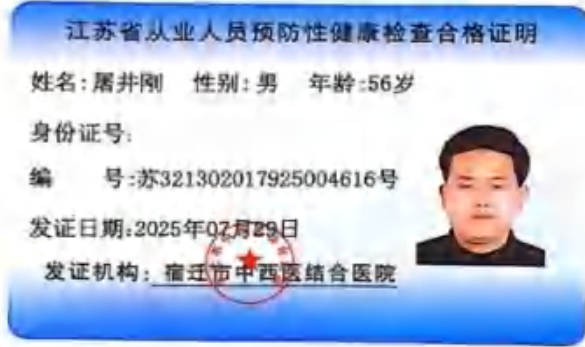 江苏省从业人员预防性健康检查合格证明
姓名:屠井刚 性别:男 年龄:56岁
身份证号:
编 号:苏321302017925004616号
发证日期:2025年07月29日
发证机构:宿迁市中西医结合医院